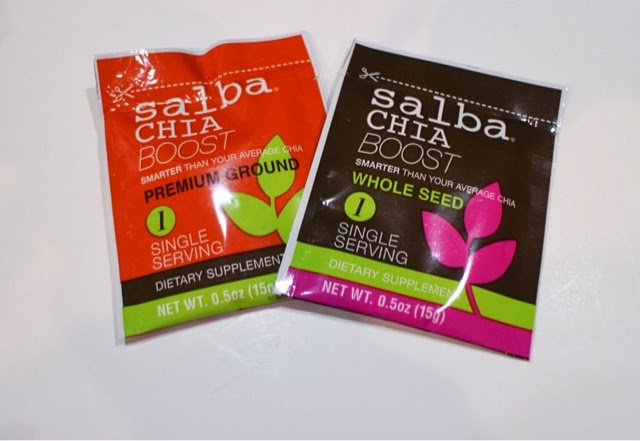 salba®
CHIA
BOOST
SMARTER THAN YOUR AVERAGE CHIA
PREMIUM GROUND
1
SINGLE
SERVING
DIETARY SUPPLEMENT
NET WT. 0.5oz (15g)
salba®
CHIA
BOOST
SMARTER THAN YOUR AVERAGE CHIA
WHOLE SEED
1
SINGLE
SERVING
DIETARY SUPPLEMENT
NET WT. 0.5oz (15g)